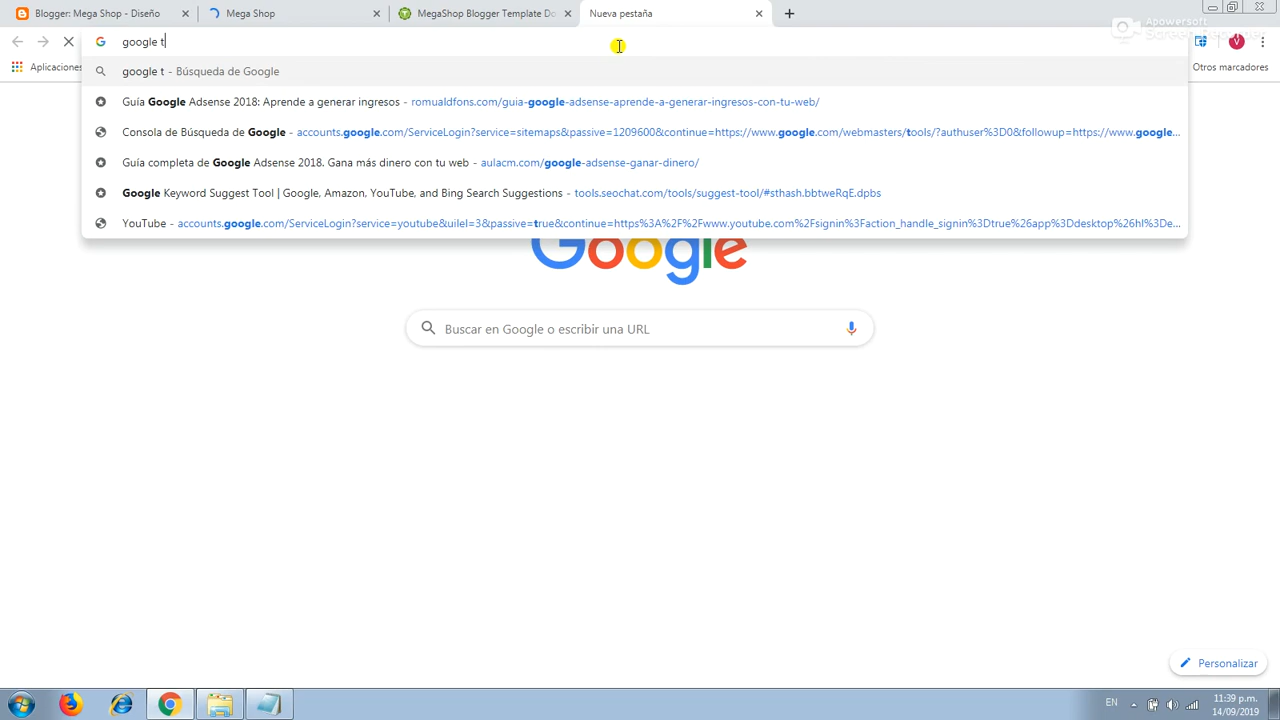 Blogger: Mega Shop - Diseño
Mega Shop
MegaShop Blogger Template Do
Nueva pestaña
Apowersoft
Screen Recorder
google t
Aplicaciones
Otros marcadores
google t - Búsqueda de Google
Guía Google Adsense 2018: Aprende a generar ingresos - romualdfons.com/guia-google-adsense-aprende-a-generar-ingresos-con-tu-web/
Consola de Búsqueda de Google - accounts.google.com/ServiceLogin?service=sitemaps&passive=1209600&continue=https://www.google.com/webmasters/tools/?authuser%3D0&followup=https://www.google...
Guía completa de Google Adsense 2018. Gana más dinero con tu web - aulacm.com/google-adsense-ganar-dinero/
Google Keyword Suggest Tool | Google, Amazon, YouTube, and Bing Search Suggestions - tools.seochat.com/tools/suggest-tool/#sthash.bbtweRqE.dpbs
YouTube - accounts.google.com/ServiceLogin?service=youtube&uilel=3&passive=true&continue=https%3A%2F%2Fwww.youtube.com%2Fsignin%3Faction_handle_signin%3Dtrue%26app%3Ddesktop%26hl%3De...
Google
Buscar en Google o escribir una URL
Personalizar
EN
11:39 p.m.
14/09/2019